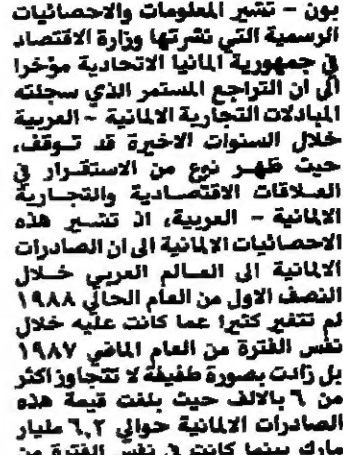 بون - تشير المعلومات والاحصائيات
الرسمية التي نشرتها وزارة الاقتصاد
في جمهورية المانيا الاتحادية مؤخرا
الى ان التراجع المستمر الذي سجلته
المبادلات التجارية الالمانية - العربية
خلال السنوات الاخيرة قد توقف،
حيث ظهر نوع من الاستقرار في
العلاقات الاقتصادية والتجارية
الالمانية - العربية، اذ تشير هذه
الاحصائيات الالمانية الى ان الصادرات
الالمانية الى العالم العربي خلال
النصف الاول من العام الحالي ١٩٨٨
لم تتغير كثيرا عما كانت عليه خلال
نفس الفترة من العام الماضي ١٩٨٧
بل زادت بصورة طفيفة لا تتجاوز اكثر
من ٦ بالالف حيث بلغت قيمة هذه
الصادرات الالمانية حوالي ٦,٢ مليار
مارك بينما كانت في نفس الفترة من